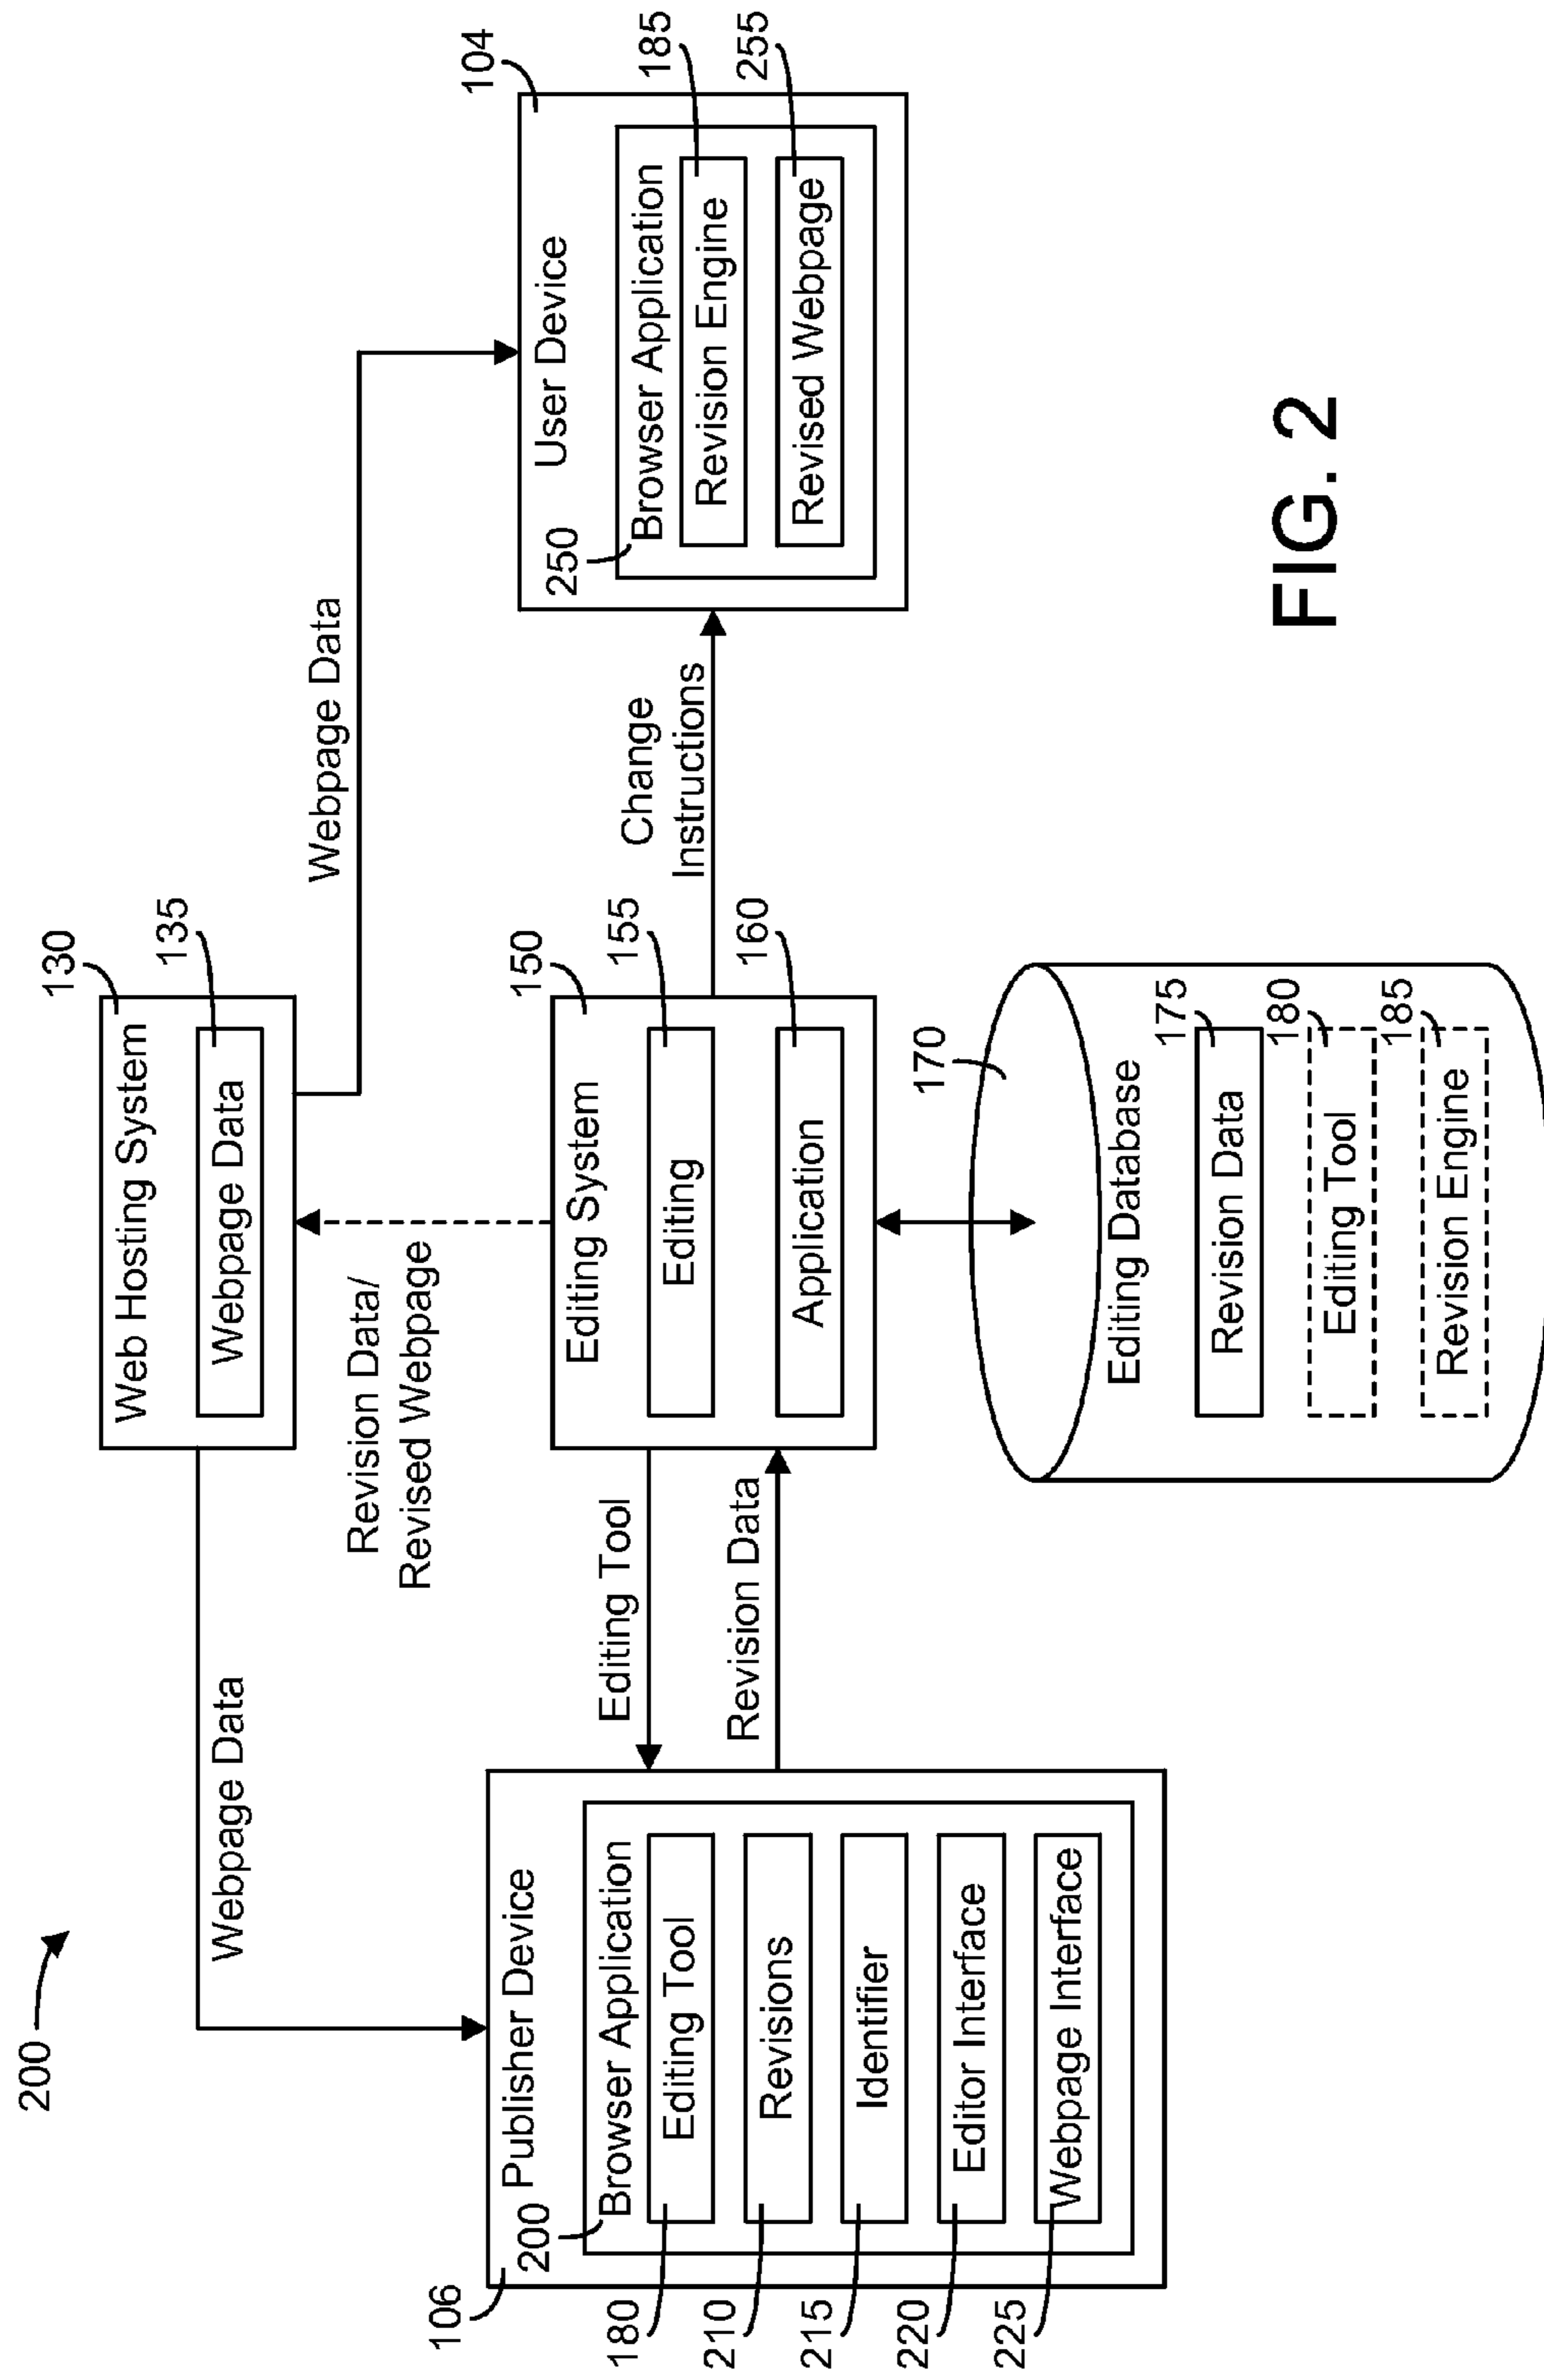 200
Webpage Data
130
Web Hosting System
135
Webpage Data
Webpage Data
Revision Data/
Revised Webpage
106
Publisher Device
200
Browser Application
180
Editing Tool
210
Revisions
215
Identifier
220
Editor Interface
225
Webpage Interface
Editing Tool
Revision Data
150
Editing System
155
Editing
160
Application
Change
Instructions
104
User Device
250
Browser Application
185
Revision Engine
255
Revised Webpage
170
Editing Database
175
Revision Data
180
Editing Tool
185
Revision Engine
FIG. 2